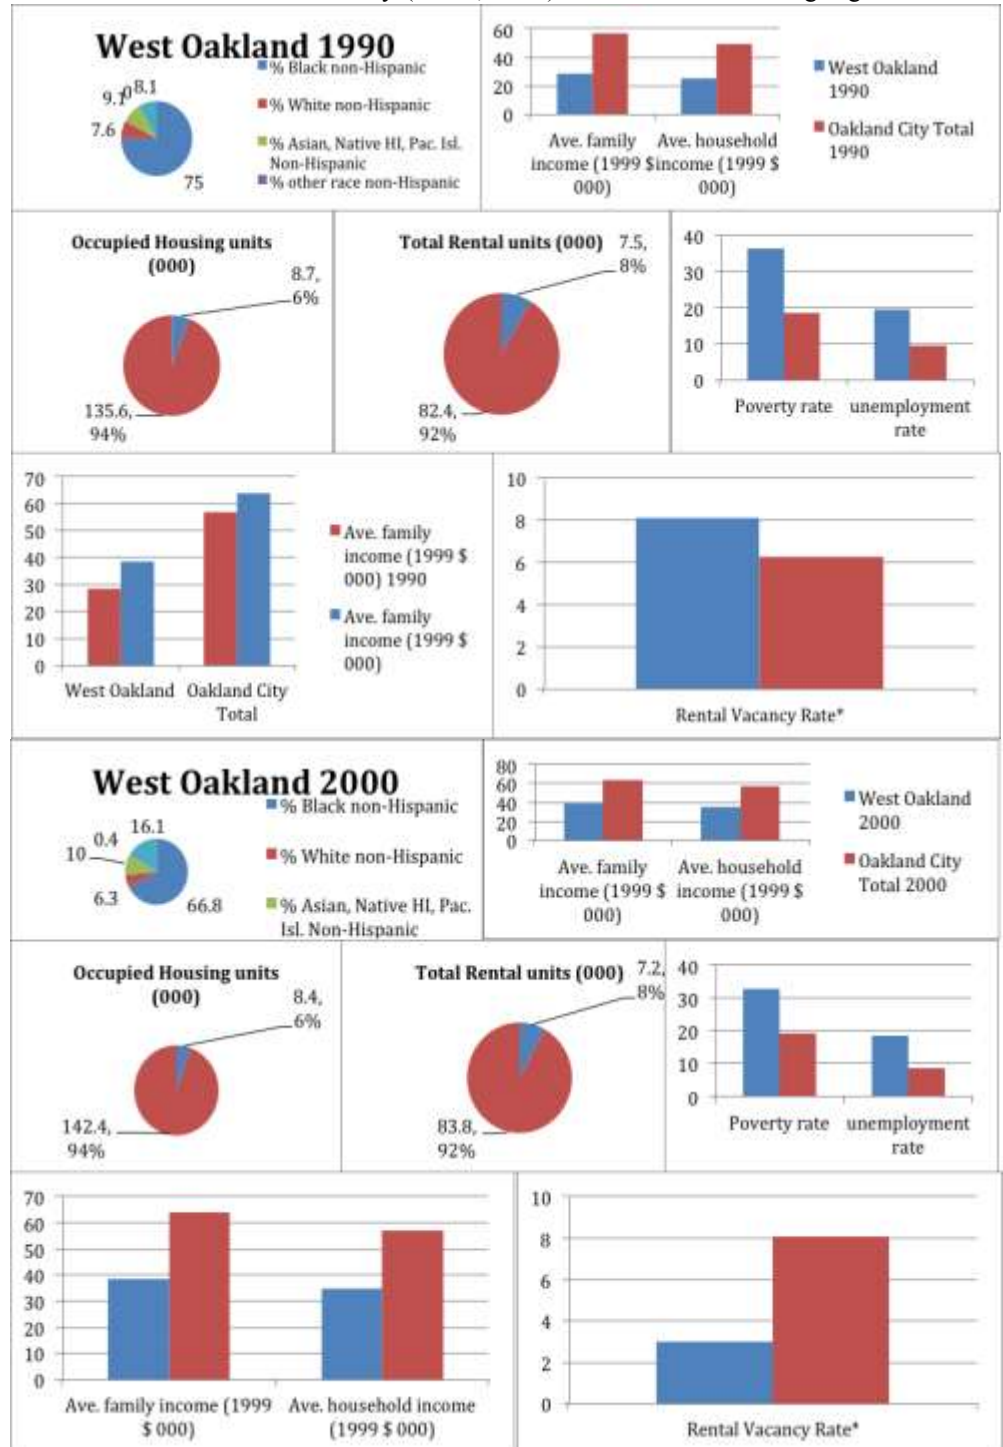 West Oakland 1990
% Black non-Hispanic
% White non-Hispanic
% Asian, Native HI, Pac. Isl.
Non-Hispanic
% other race non-Hispanic
9.1
0
8.1
7.6
75
60
40
20
0
Ave. family
income (1999 $
000)
Ave. household
income (1999 $
000)
West Oakland
1990
Oakland City Total
1990
Occupied Housing units
(000)
8.7,
6%
135.6,
94%
Total Rental units (000)
7.5,
8%
82.4,
92%
40
30
20
10
0
Poverty rate
unemployment
rate
70
60
50
40
30
20
10
0
West Oakland
Oakland City
Total
Ave. family
income (1999 $
000) 1990
Ave. family
income (1999 $
000)
10
8
6
4
2
0
Rental Vacancy Rate*
West Oakland 2000
% Black non-Hispanic
% White non-Hispanic
% Asian, Native HI, Pac.
Isl. Non-Hispanic
16.1
0.4
10
6.3
66.8
80
60
40
20
0
Ave. family
income (1999 $
000)
Ave. household
income (1999 $
000)
West Oakland
2000
Oakland City
Total 2000
Occupied Housing units
(000)
8.4,
6%
142.4,
94%
Total Rental units (000)
7.2,
8%
83.8,
92%
40
30
20
10
0
Poverty rate
unemployment
rate
70
60
50
40
30
20
10
0
Ave. family income (1999
$ 000)
Ave. household income
(1999 $ 000)
10
8
6
4
2
0
Rental Vacancy Rate*